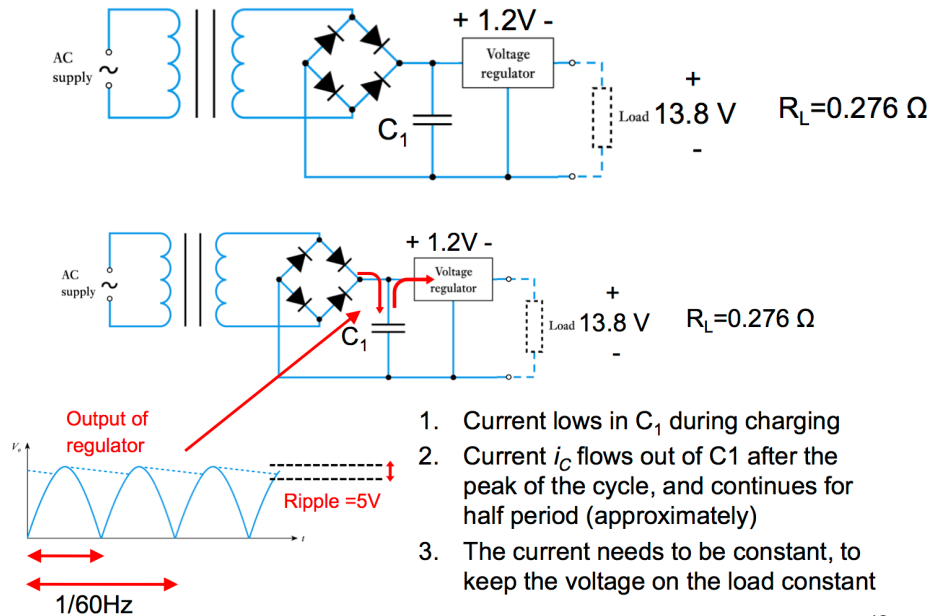 + 1.2V -
AC
supply
~
Voltage
regulator
C₁
Load
+
13.8 V
-
R_L=0.276 Ω
+ 1.2V -
AC
supply
~
Voltage
regulator
C₁
Load
+
13.8 V
-
R_L=0.276 Ω
Output of
regulator
Vₒ
Ripple =5V
t
1/60Hz
1. Current lows in C₁ during charging
2. Current i_C flows out of C1 after the
peak of the cycle, and continues for
half period (approximately)
3. The current needs to be constant, to
keep the voltage on the load constant